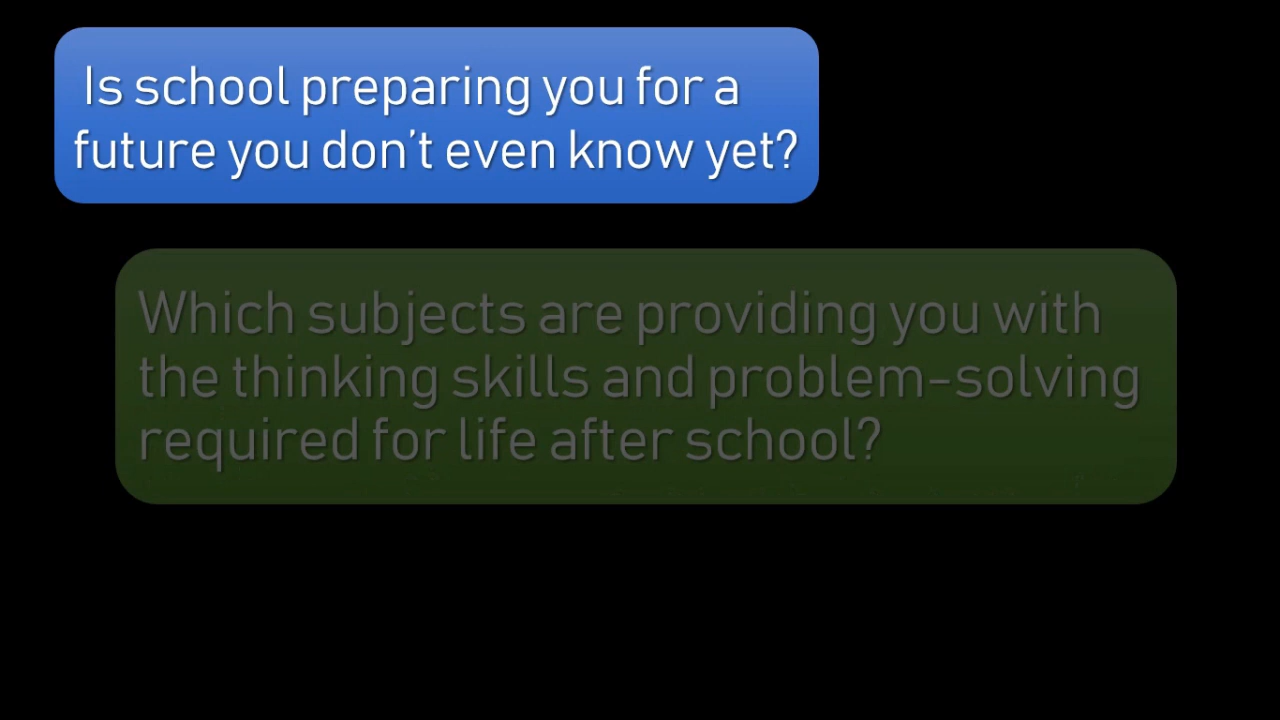 Is school preparing you for a
future you don’t even know yet?
Which subjects are providing you with
the thinking skills and problem-solving
required for life after school?